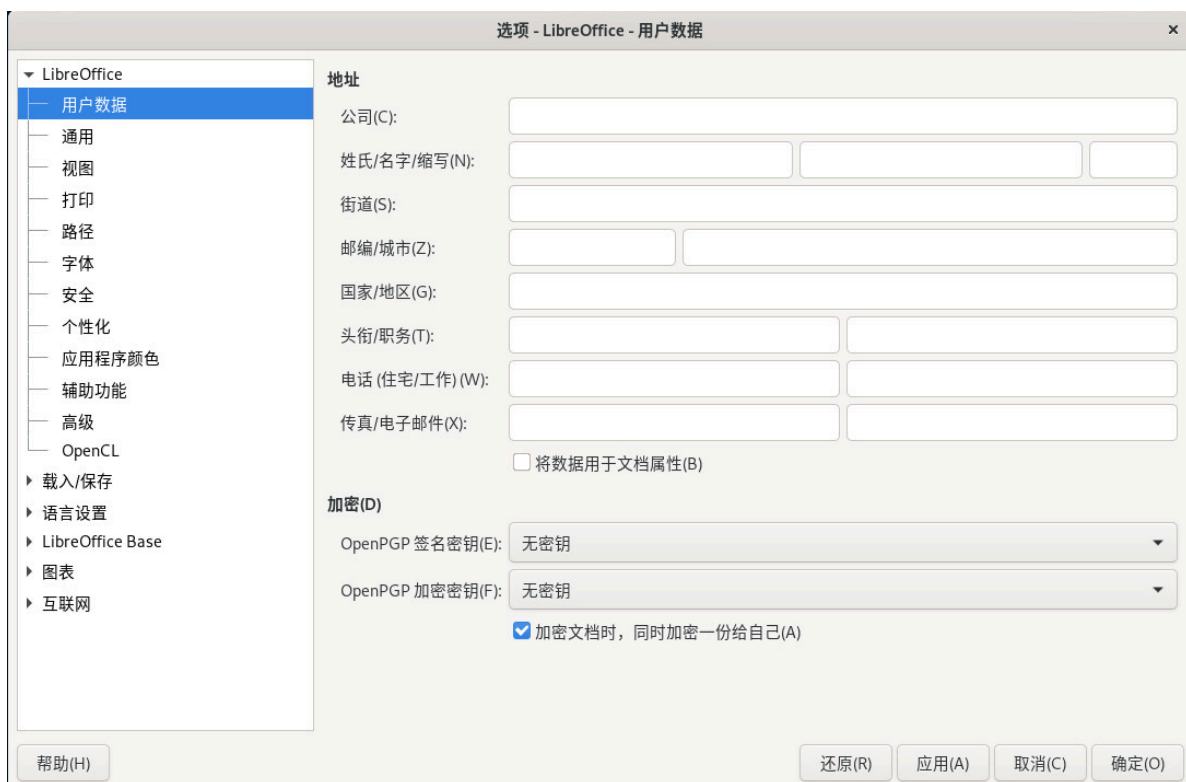 选项 - LibreOffice - 用户数据
×
LibreOffice
用户数据
通用
视图
打印
路径
字体
安全
个性化
应用程序颜色
辅助功能
高级
OpenCL
载入/保存
语言设置
LibreOffice Base
图表
互联网
地址
公司(C):
姓氏/名字/缩写(N):
街道(S):
邮编/城市(Z):
国家/地区(G):
头衔/职务(T):
电话 (住宅/工作) (W):
传真/电子邮件(X):
将数据用于文档属性(B)
加密(D)
OpenPGP 签名密钥(E): 无密钥
OpenPGP 加密密钥(F): 无密钥
加密文档时，同时加密一份给自己(A)
帮助(H) 还原(R) 应用(A) 取消(C) 确定(O)